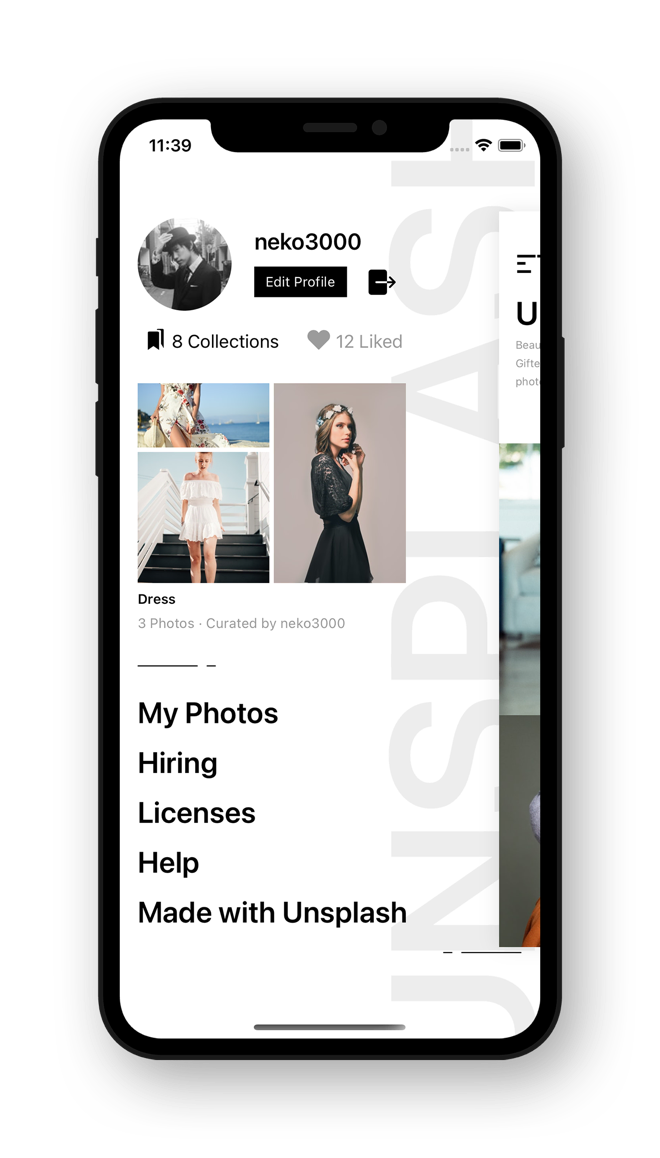 11:39
neko3000
Edit Profile
8 Collections
12 Liked
Dress
3 Photos · Curated by neko3000
My Photos
Hiring
Licenses
Help
Made with Unsplash
UNSPLASH
U
Beau
Gifte
phot